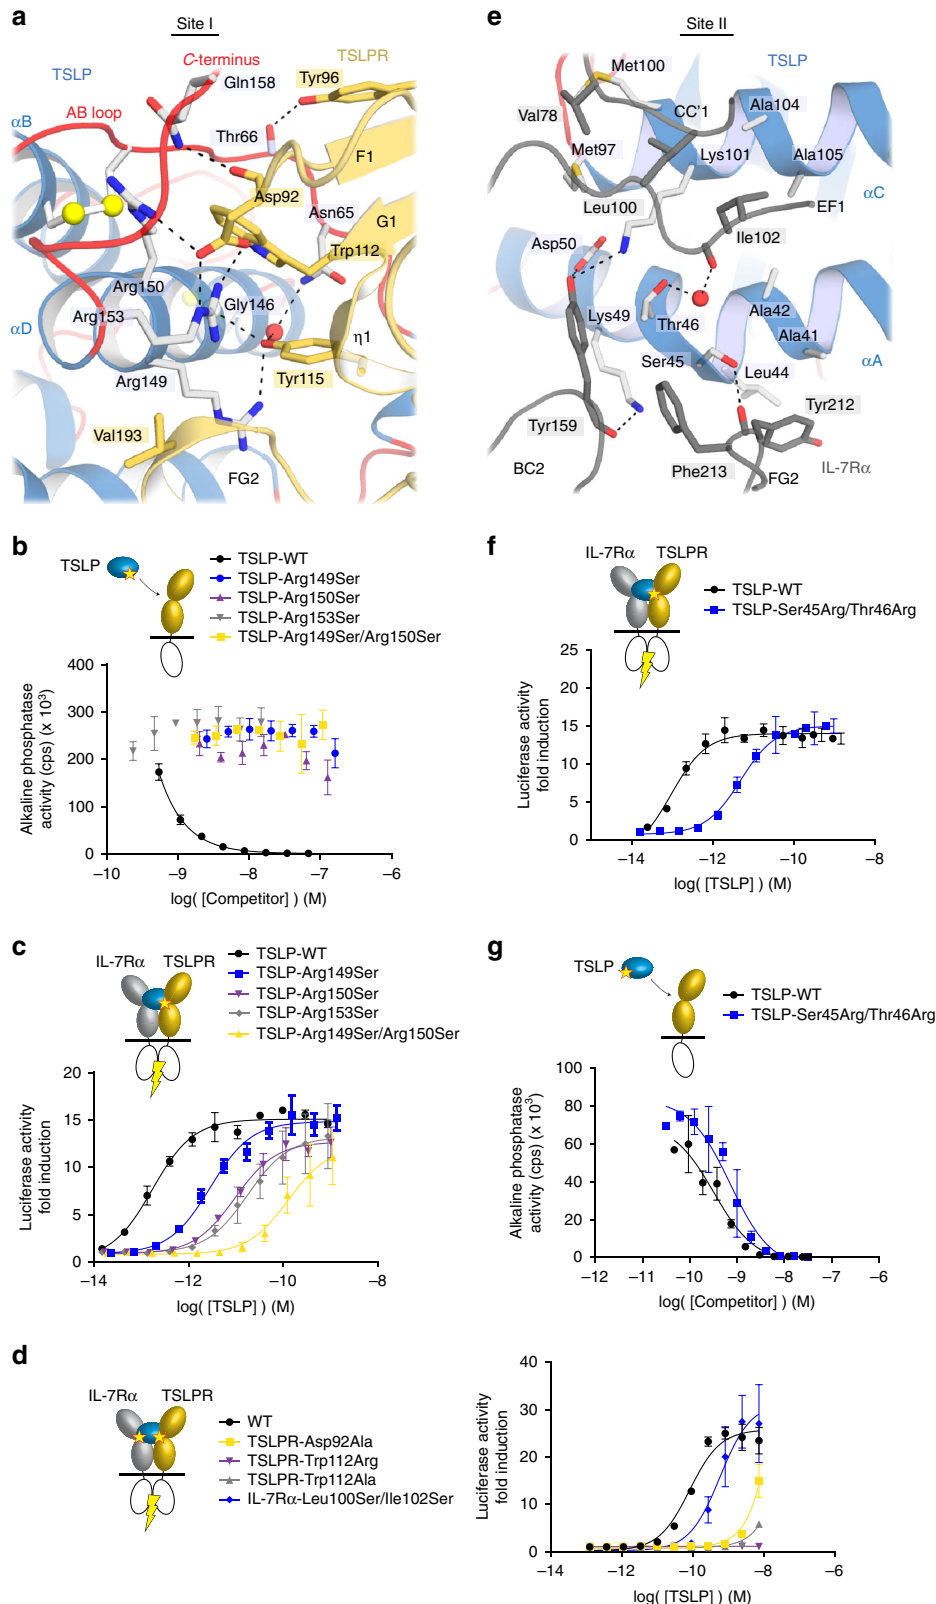 a
Site I
TSLP
C-terminus
TSLPR
Gln158
Tyr96
AB loop
αB
Thr66
F1
Asp92
Asn65
G1
Trp112
Arg150
Gly146
αD
Arg153
η1
Arg149
Tyr115
Val193
FG2
e
Site II
Met100
TSLP
Val78
CC'1
Ala104
Met97
Lys101
Ala105
αC
Leu100
EF1
Asp50
Ile102
Lys49
Thr46
Ala42
Ala41
Ser45
Leu44
αA
Tyr159
Tyr212
BC2
Phe213
FG2
IL-7Rα
b
TSLP
TSLP-WT
TSLP-Arg149Ser
TSLP-Arg150Ser
TSLP-Arg153Ser
TSLP-Arg149Ser/Arg150Ser
Alkaline phosphatase
activity (cps) (x 10³)
400
300
200
100
0
−10 −9 −8 −7 −6
log( [Competitor] ) (M)
f
IL-7Rα TSLPR
TSLP-WT
TSLP-Ser45Arg/Thr46Arg
Luciferase activity
fold induction
25
20
15
10
5
0
−14 −12 −10 −8
log( [TSLP] ) (M)
c
IL-7Rα TSLPR
TSLP-WT
TSLP-Arg149Ser
TSLP-Arg150Ser
TSLP-Arg153Ser
TSLP-Arg149Ser/Arg150Ser
Luciferase activity
fold induction
20
15
10
5
0
−14 −12 −10 −8
log( [TSLP] ) (M)
g
TSLP
TSLP-WT
TSLP-Ser45Arg/Thr46Arg
Alkaline phosphatase
activity (cps) (x 10³)
100
80
60
40
20
0
−12 −11 −10 −9 −8 −7 −6
log( [Competitor] ) (M)
d
IL-7Rα TSLPR
WT
TSLPR-Asp92Ala
TSLPR-Trp112Arg
TSLPR-Trp112Ala
IL-7Rα-Leu100Ser/Ile102Ser
Luciferase activity
fold induction
40
30
20
10
0
−14 −12 −10 −8 −6
log( [TSLP] ) (M)